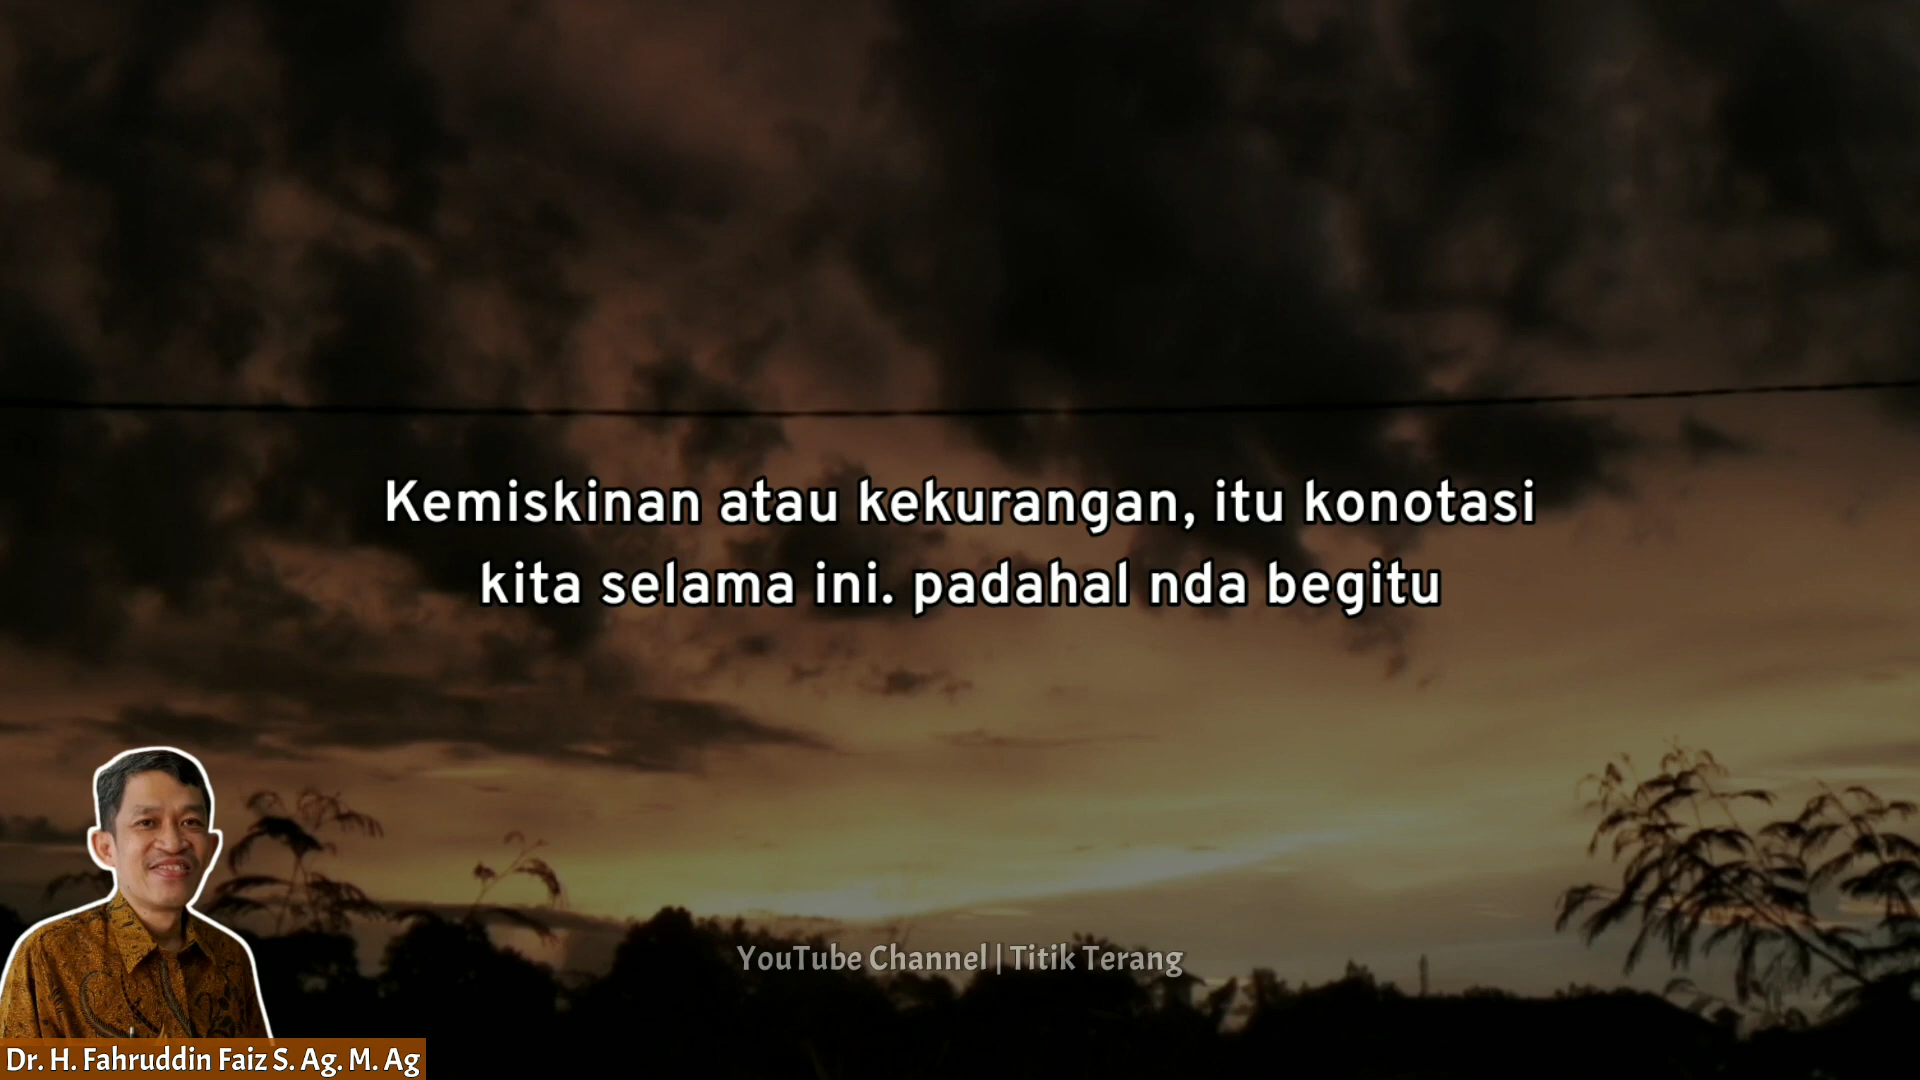 Kemiskinan atau kekurangan, itu konotasi
kita selama ini. padahal nda begitu
YouTube Channel | Titik Terang
Dr. H. Fahruddin Faiz S. Ag. M. Ag